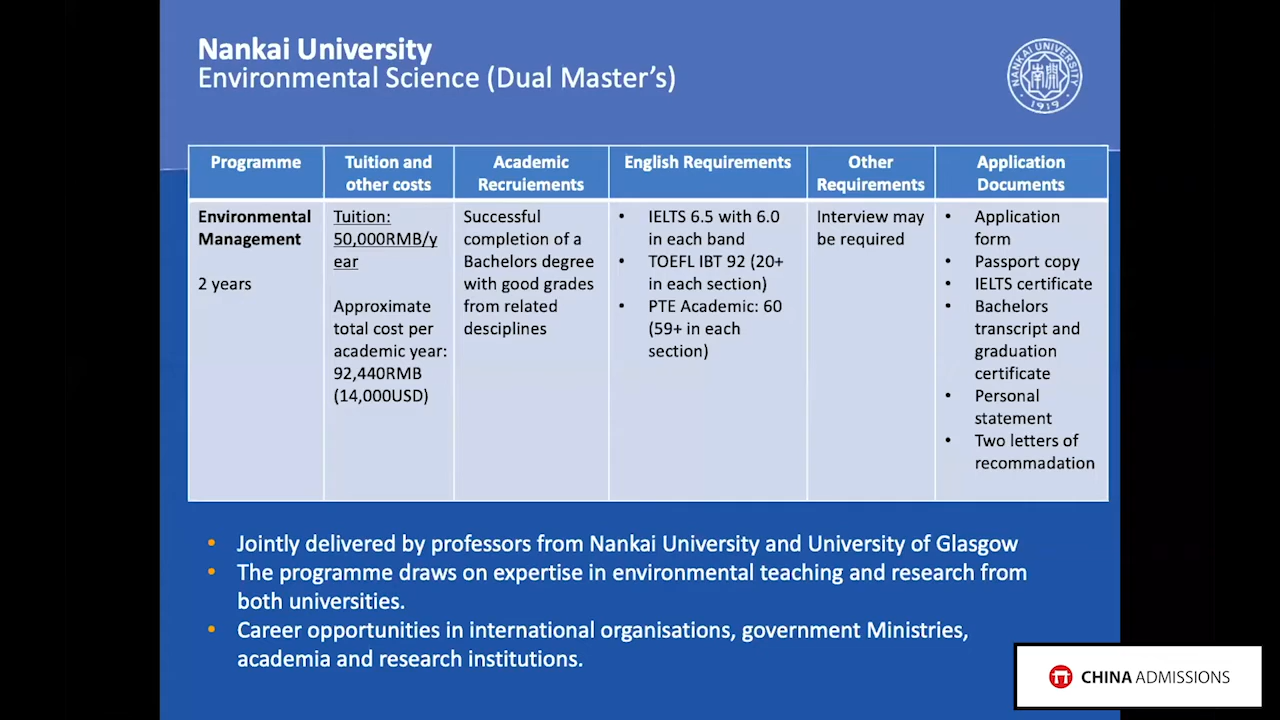 Nankai University
Environmental Science (Dual Master's)
NANKAI UNIVERSITY
· 1919 ·
Programme
Tuition and
other costs
Academic
Recruiements
English Requirements
Other
Requirements
Application
Documents
Environmental
Management
2 years
Tuition:
50,000RMB/y
ear
Approximate
total cost per
academic year:
92,440RMB
(14,000USD)
Successful
completion of a
Bachelors degree
with good grades
from related
desciplines
• IELTS 6.5 with 6.0
in each band
• TOEFL IBT 92 (20+
in each section)
• PTE Academic: 60
(59+ in each
section)
Interview may
be required
• Application
form
• Passport copy
• IELTS certificate
• Bachelors
transcript and
graduation
certificate
• Personal
statement
• Two letters of
recommadation
• Jointly delivered by professors from Nankai University and University of Glasgow
• The programme draws on expertise in environmental teaching and research from
both universities.
• Career opportunities in international organisations, government Ministries,
academia and research institutions.
CHINA ADMISSIONS